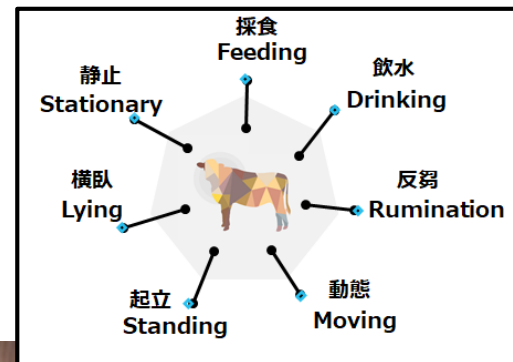 採食
Feeding
飲水
Drinking
反芻
Rumination
動態
Moving
起立
Standing
横臥
Lying
静止
Stationary